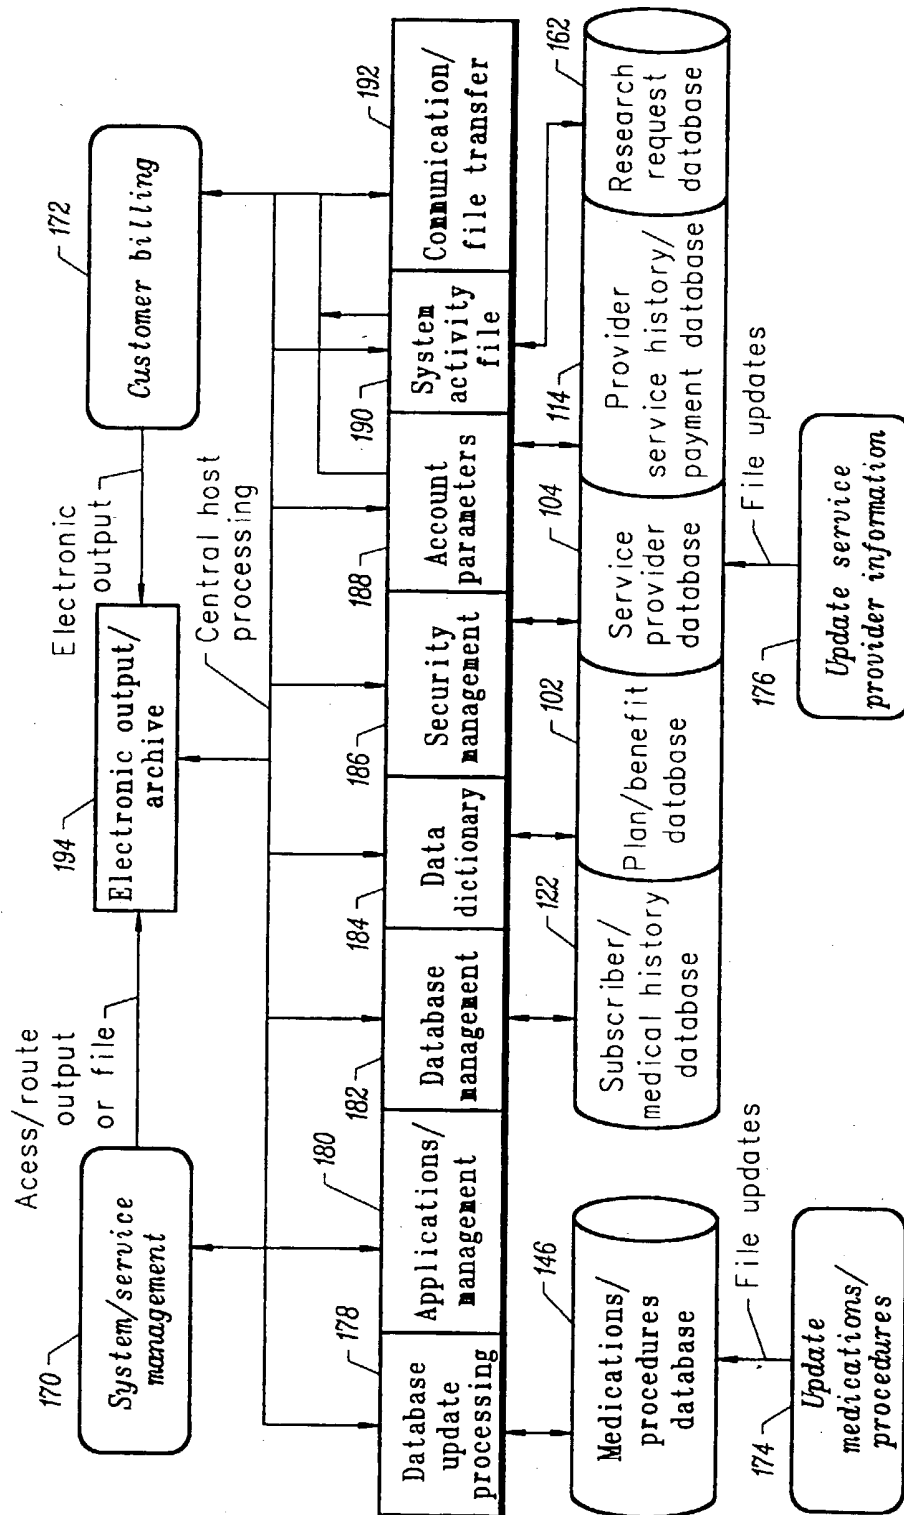 170
System/service
management
Acess/route
output
or file
194
Electronic output/
archive
Electronic
output
172
Customer billing
Central host
processing
178
Database
update
processing
180
Applications/
management
182
Database
management
184
Data
dictionary
186
Security
management
188
Account
parameters
190
System
activity
file
192
Communication/
file transfer
146
Medications/
procedures
database
122
Subscriber/
medical history
database
102
Plan/benefit
database
104
Service
provider
database
114
Provider
service history/
payment database
162
Research
request
database
File updates
174
Update
medications/
procedures
File updates
176
Update service
provider information